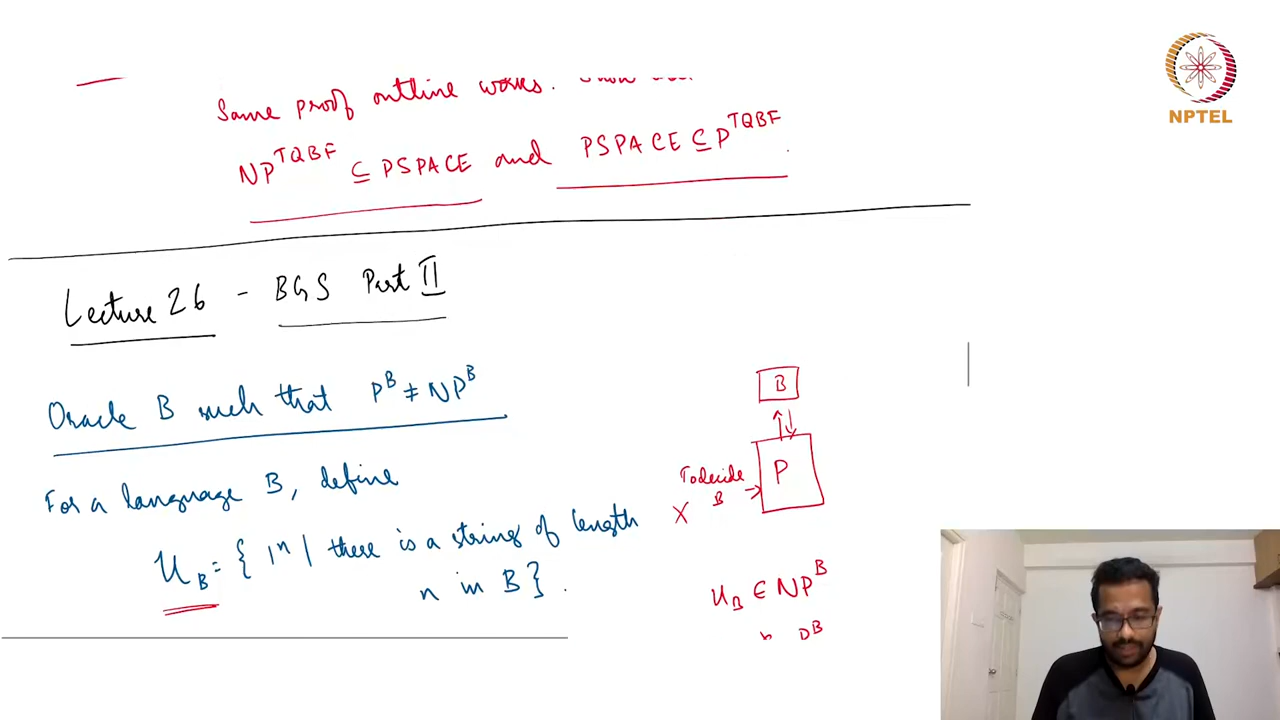 NPTEL
Same proof outline works.
NP^TQBF ⊆ PSPACE and PSPACE ⊆ P^TQBF.
Lecture 26 - BGS Part II
Oracle B such that P^B ≠ NP^B
B
P
To decide
B
X
For a language B, define
U_B = { 1^n | there is a string of length
n in B }.
U_B ∈ NP^B